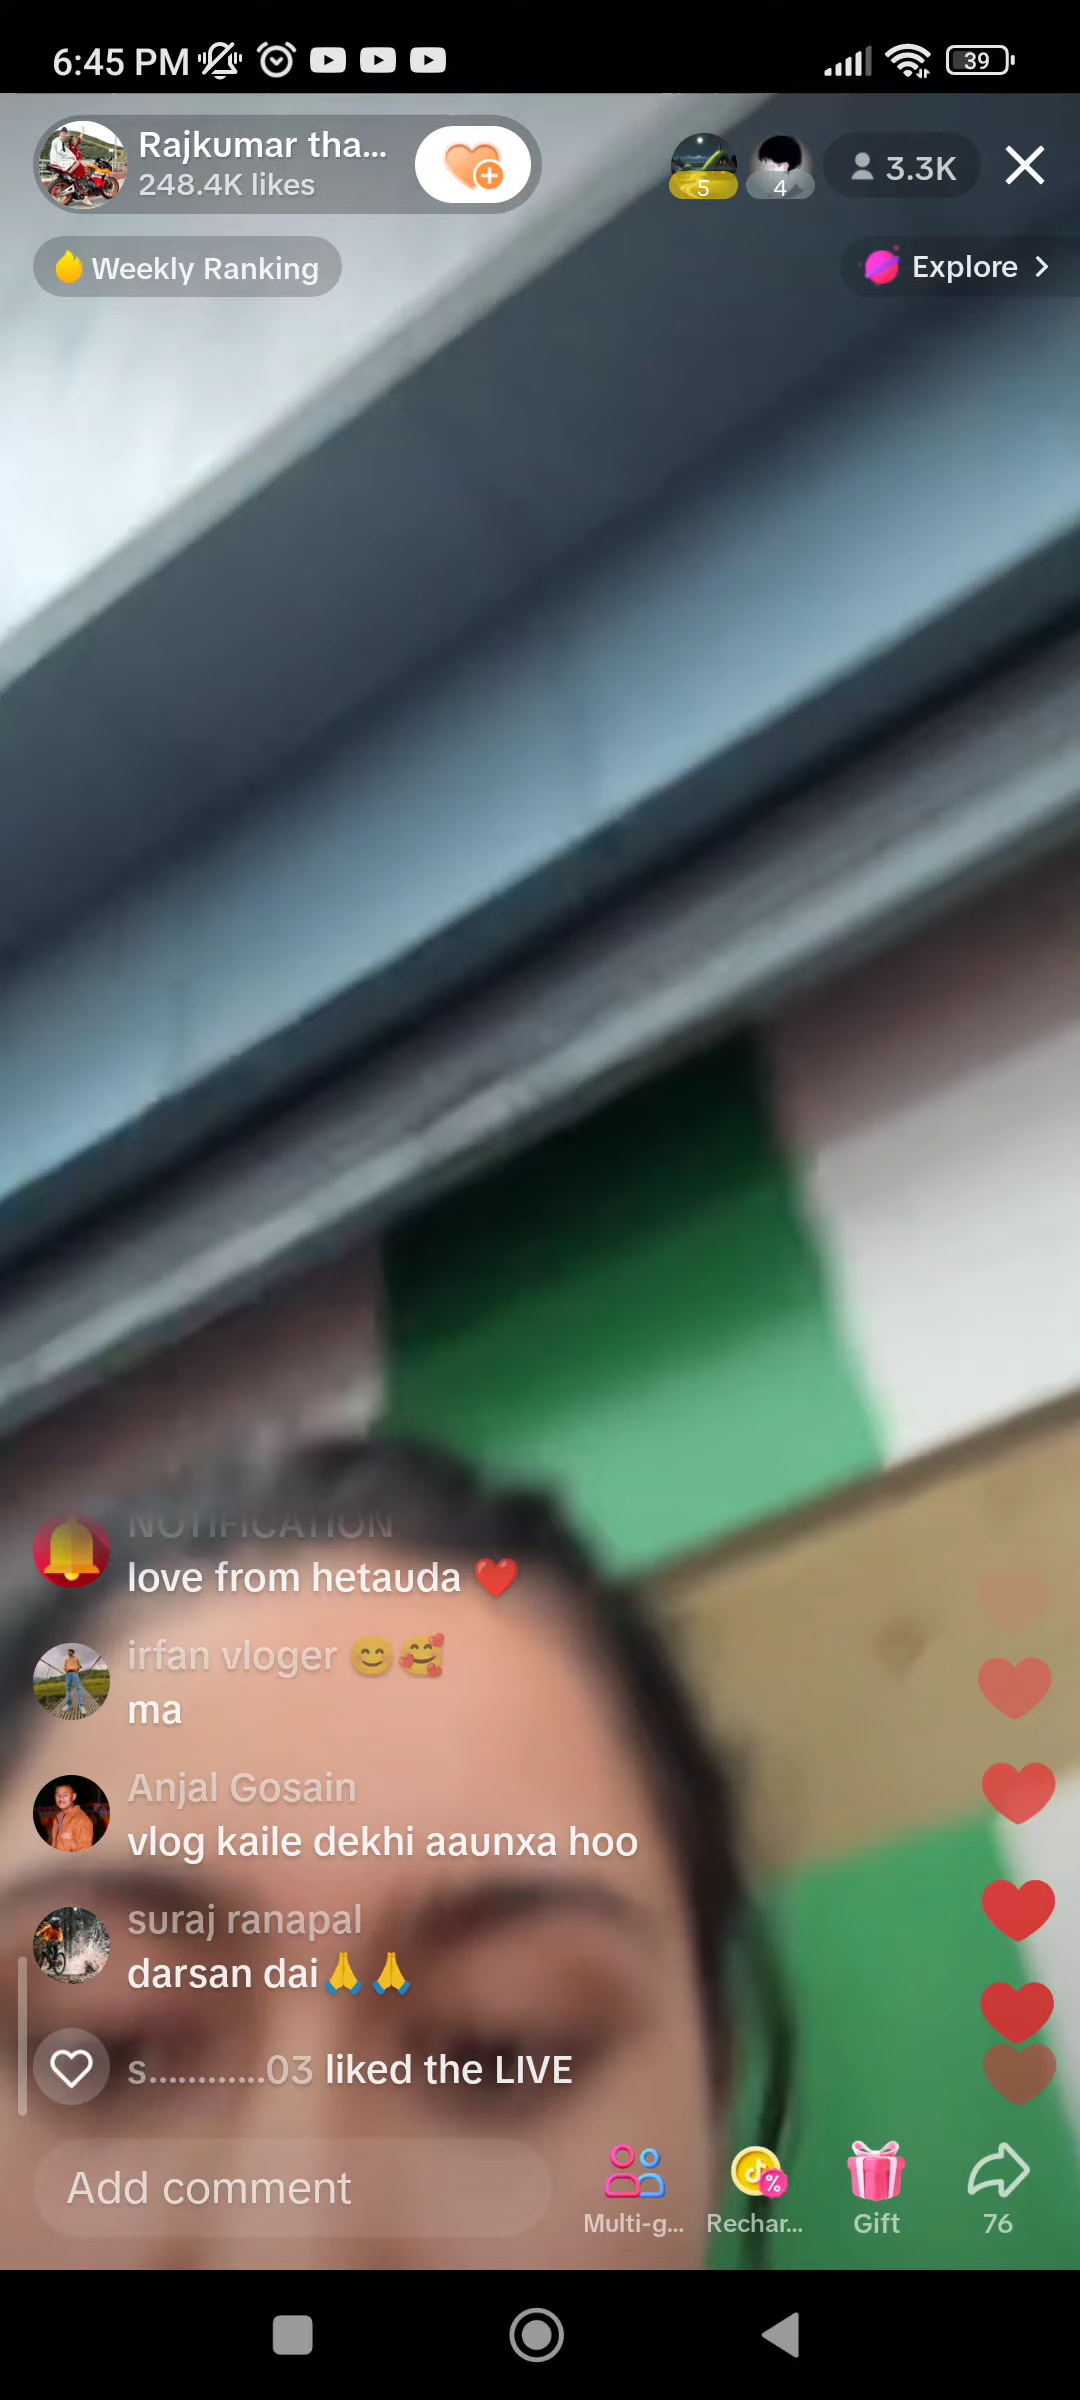 6:45 PM
39
Rajkumar tha...
248.4K likes
5
4
3.3K
Weekly Ranking
Explore
NOTIFICATION
love from hetauda ❤️
irfan vloger 😊🥰
ma
Anjal Gosain
vlog kaile dekhi aaunxa hoo
suraj ranapal
darsan dai🙏🙏
s............03 liked the LIVE
Add comment
Multi-g...
Rechar...
Gift
76